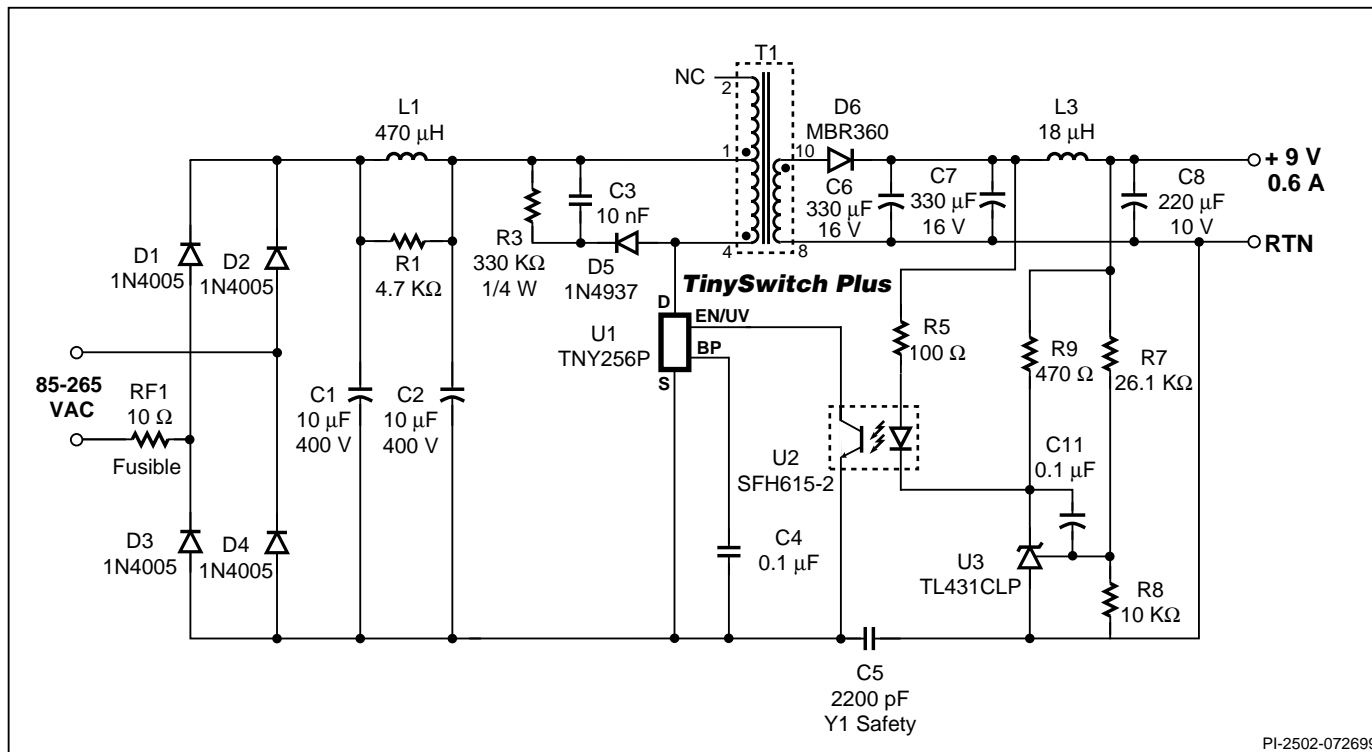 T1
NC
2
1
4
10
8
L1
470 µH
D6
MBR360
L3
18 µH
+ 9 V
0.6 A
RTN
C3
10 nF
R3
330 KΩ
1/4 W
D5
1N4937
C6
330 µF
16 V
C7
330 µF
16 V
C8
220 µF
10 V
D1
1N4005
D2
1N4005
R1
4.7 KΩ
TinySwitch Plus
D
EN/UV
BP
S
U1
TNY256P
R5
100 Ω
R9
470 Ω
R7
26.1 KΩ
85-265
VAC
RF1
10 Ω
Fusible
C1
10 µF
400 V
C2
10 µF
400 V
U2
SFH615-2
C11
0.1 µF
D3
1N4005
D4
1N4005
C4
0.1 µF
U3
TL431CLP
R8
10 KΩ
C5
2200 pF
Y1 Safety
PI-2502-072699